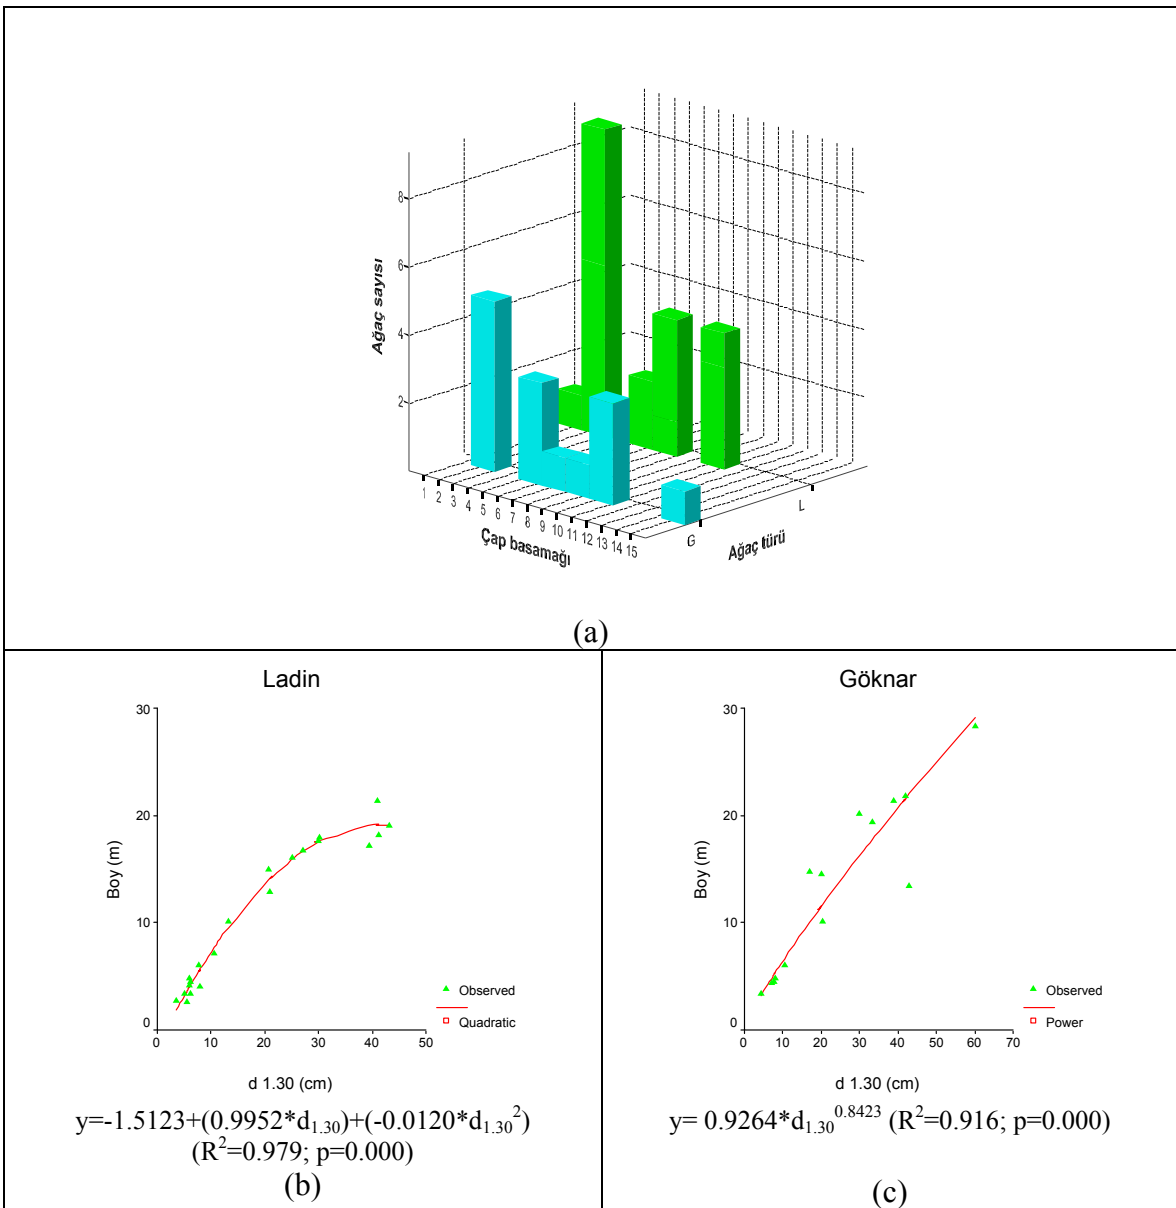 8
6
4
2
Ağaç sayısı
1 2 3 4 5 6 7 8 9 10 11 12 13 14 15
Çap basamağı
G
L
Ağaç türü
(a)
Ladin
30
20
10
0
Boy (m)
0 10 20 30 40 50
d 1.30 (cm)
Observed
Quadratic
y=-1.5123+(0.9952*d1.30)+(-0.0120*d1.30²)
(R²=0.979; p=0.000)
(b)
Göknar
30
20
10
0
Boy (m)
0 10 20 30 40 50 60 70
d 1.30 (cm)
Observed
Power
y= 0.9264*d1.30^0.8423 (R²=0.916; p=0.000)
(c)